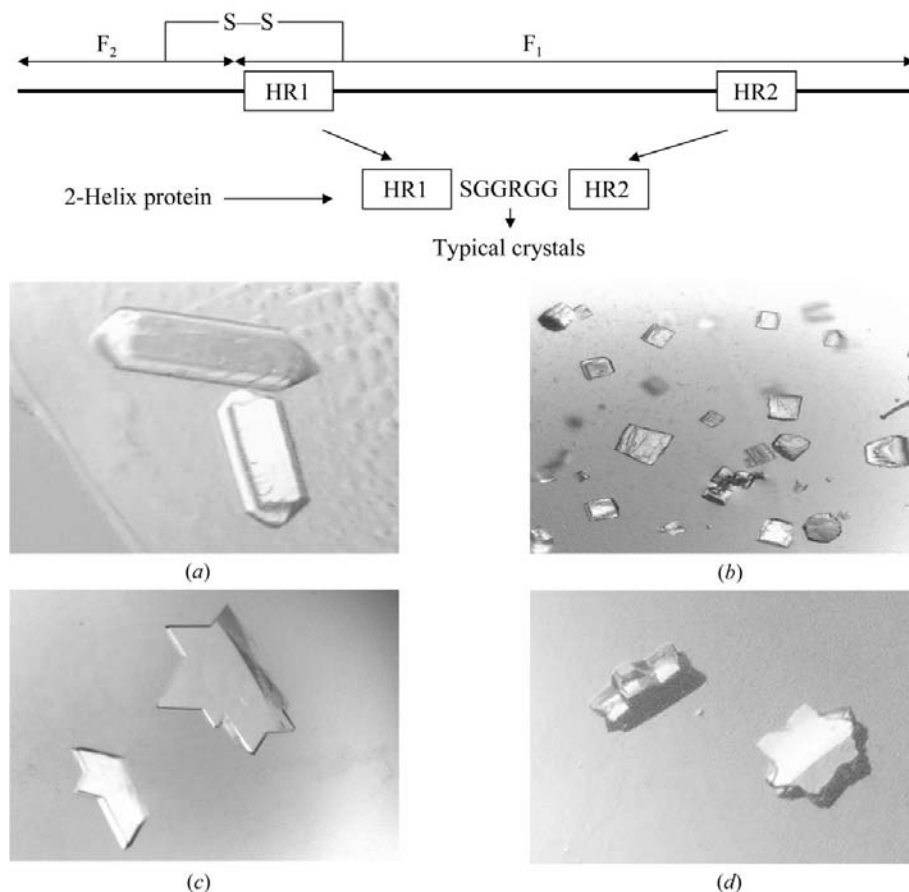 S—S
F2 F1
HR1 HR2
HR1 SGGRGG HR2
2-Helix protein
Typical crystals
(a) (b)
(c) (d)